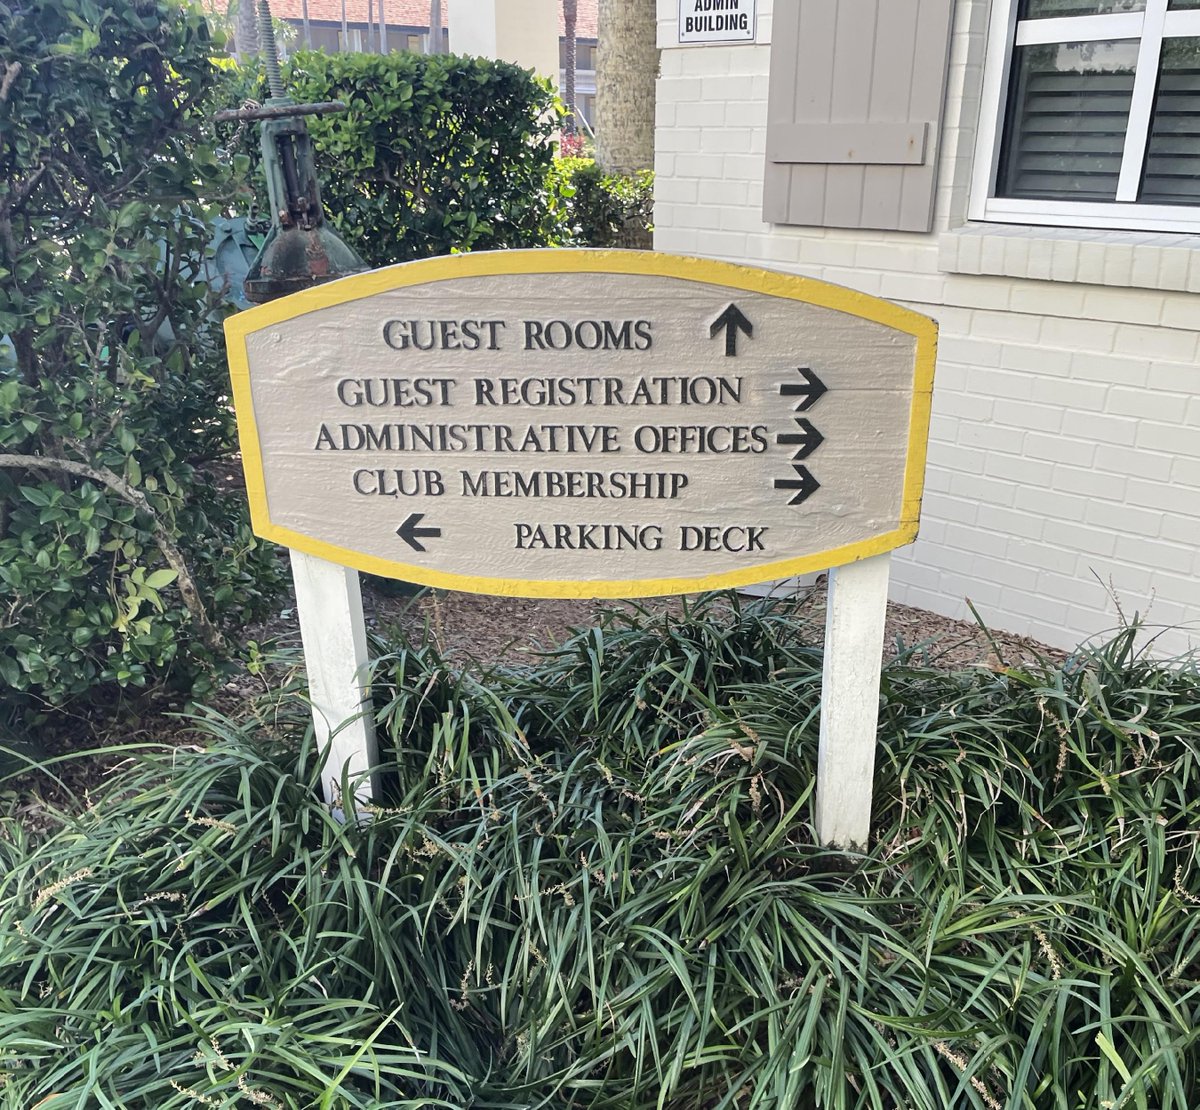 ADMIN
BUILDING
GUEST ROOMS ↑
GUEST REGISTRATION →
ADMINISTRATIVE OFFICES →
CLUB MEMBERSHIP →
← PARKING DECK